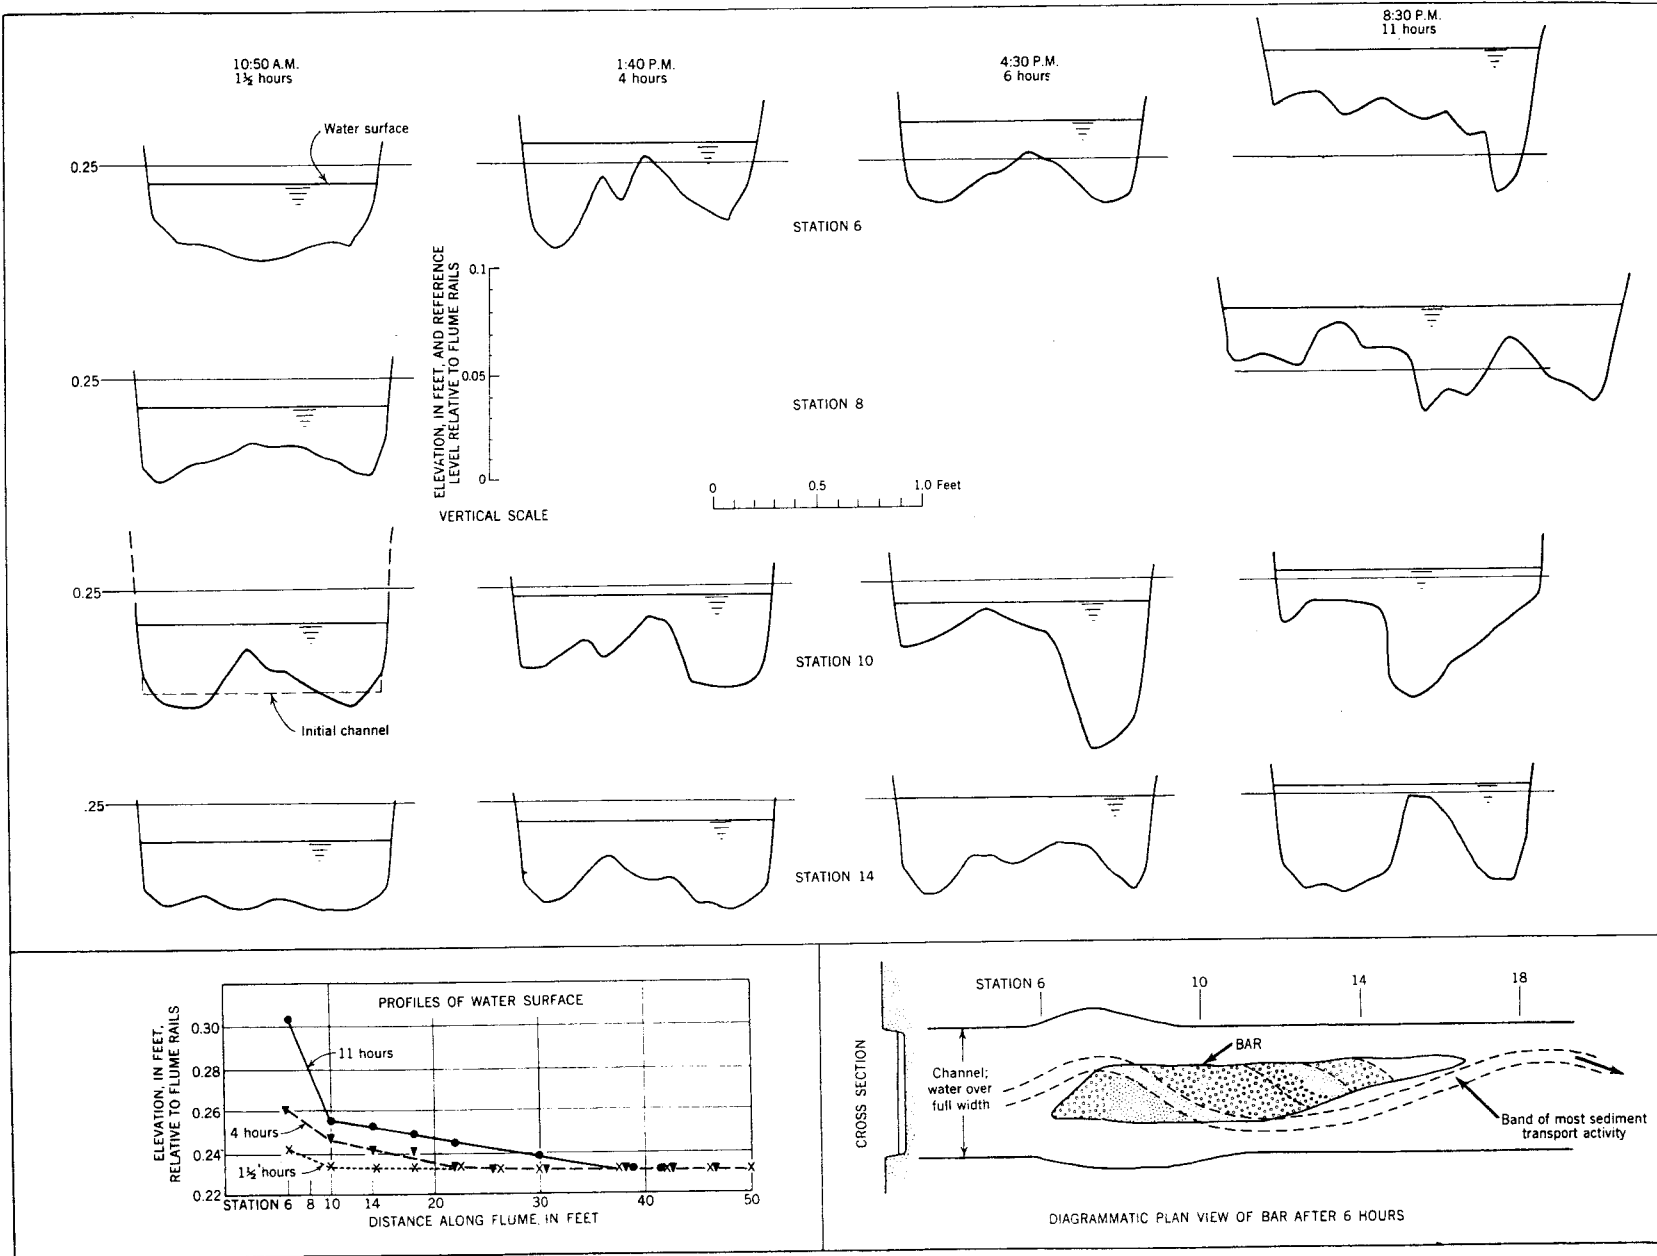 10:50 A.M.
1½ hours
1:40 P.M.
4 hours
4:30 P.M.
6 hours
8:30 P.M.
11 hours
Water surface
0.25
STATION 6
ELEVATION, IN FEET, AND REFERENCE
LEVEL RELATIVE TO FLUME RAILS
0.1
0.05
0
VERTICAL SCALE
0.25
STATION 8
0 0.5 1.0 Feet
0.25
STATION 10
Initial channel
.25
STATION 14
PROFILES OF WATER SURFACE
ELEVATION, IN FEET,
RELATIVE TO FLUME RAILS
0.30
0.28
0.26
0.24
0.22
11 hours
4 hours
1½ hours
STATION 6 8 10 14 20 30 40 50
DISTANCE ALONG FLUME, IN FEET
CROSS SECTION
STATION 6 10 14 18
BAR
Channel;
water over
full width
Band of most sediment
transport activity
DIAGRAMMATIC PLAN VIEW OF BAR AFTER 6 HOURS